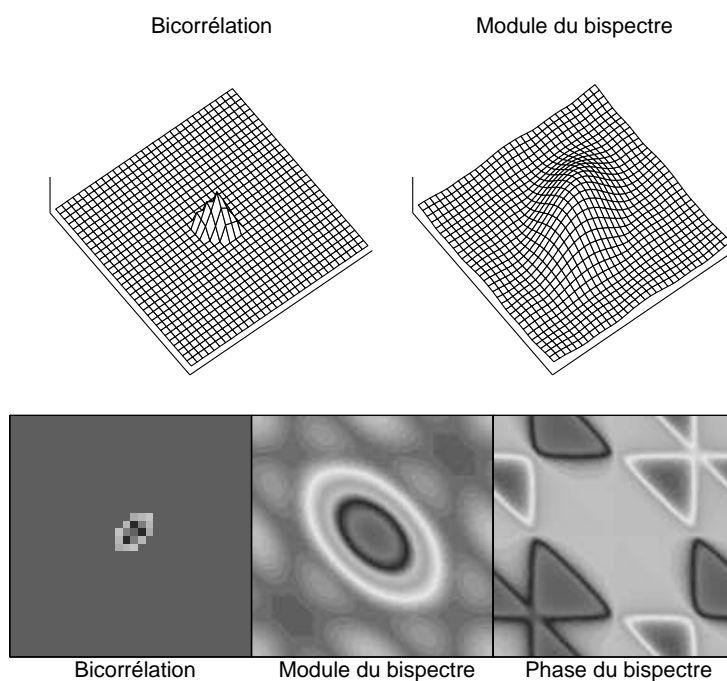 Bicorrélation
Module du bispectre
Bicorrélation
Module du bispectre
Phase du bispectre